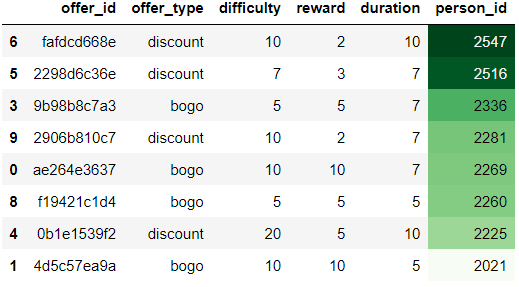 offer_id offer_type difficulty reward duration person_id
6 fafdcd668e discount 10 2 10 2547
5 2298d6c36e discount 7 3 7 2516
3 9b98b8c7a3 bogo 5 5 7 2336
9 2906b810c7 discount 10 2 7 2281
0 ae264e3637 bogo 10 10 7 2269
8 f19421c1d4 bogo 5 5 5 2260
4 0b1e1539f2 discount 20 5 10 2225
1 4d5c57ea9a bogo 10 10 5 2021